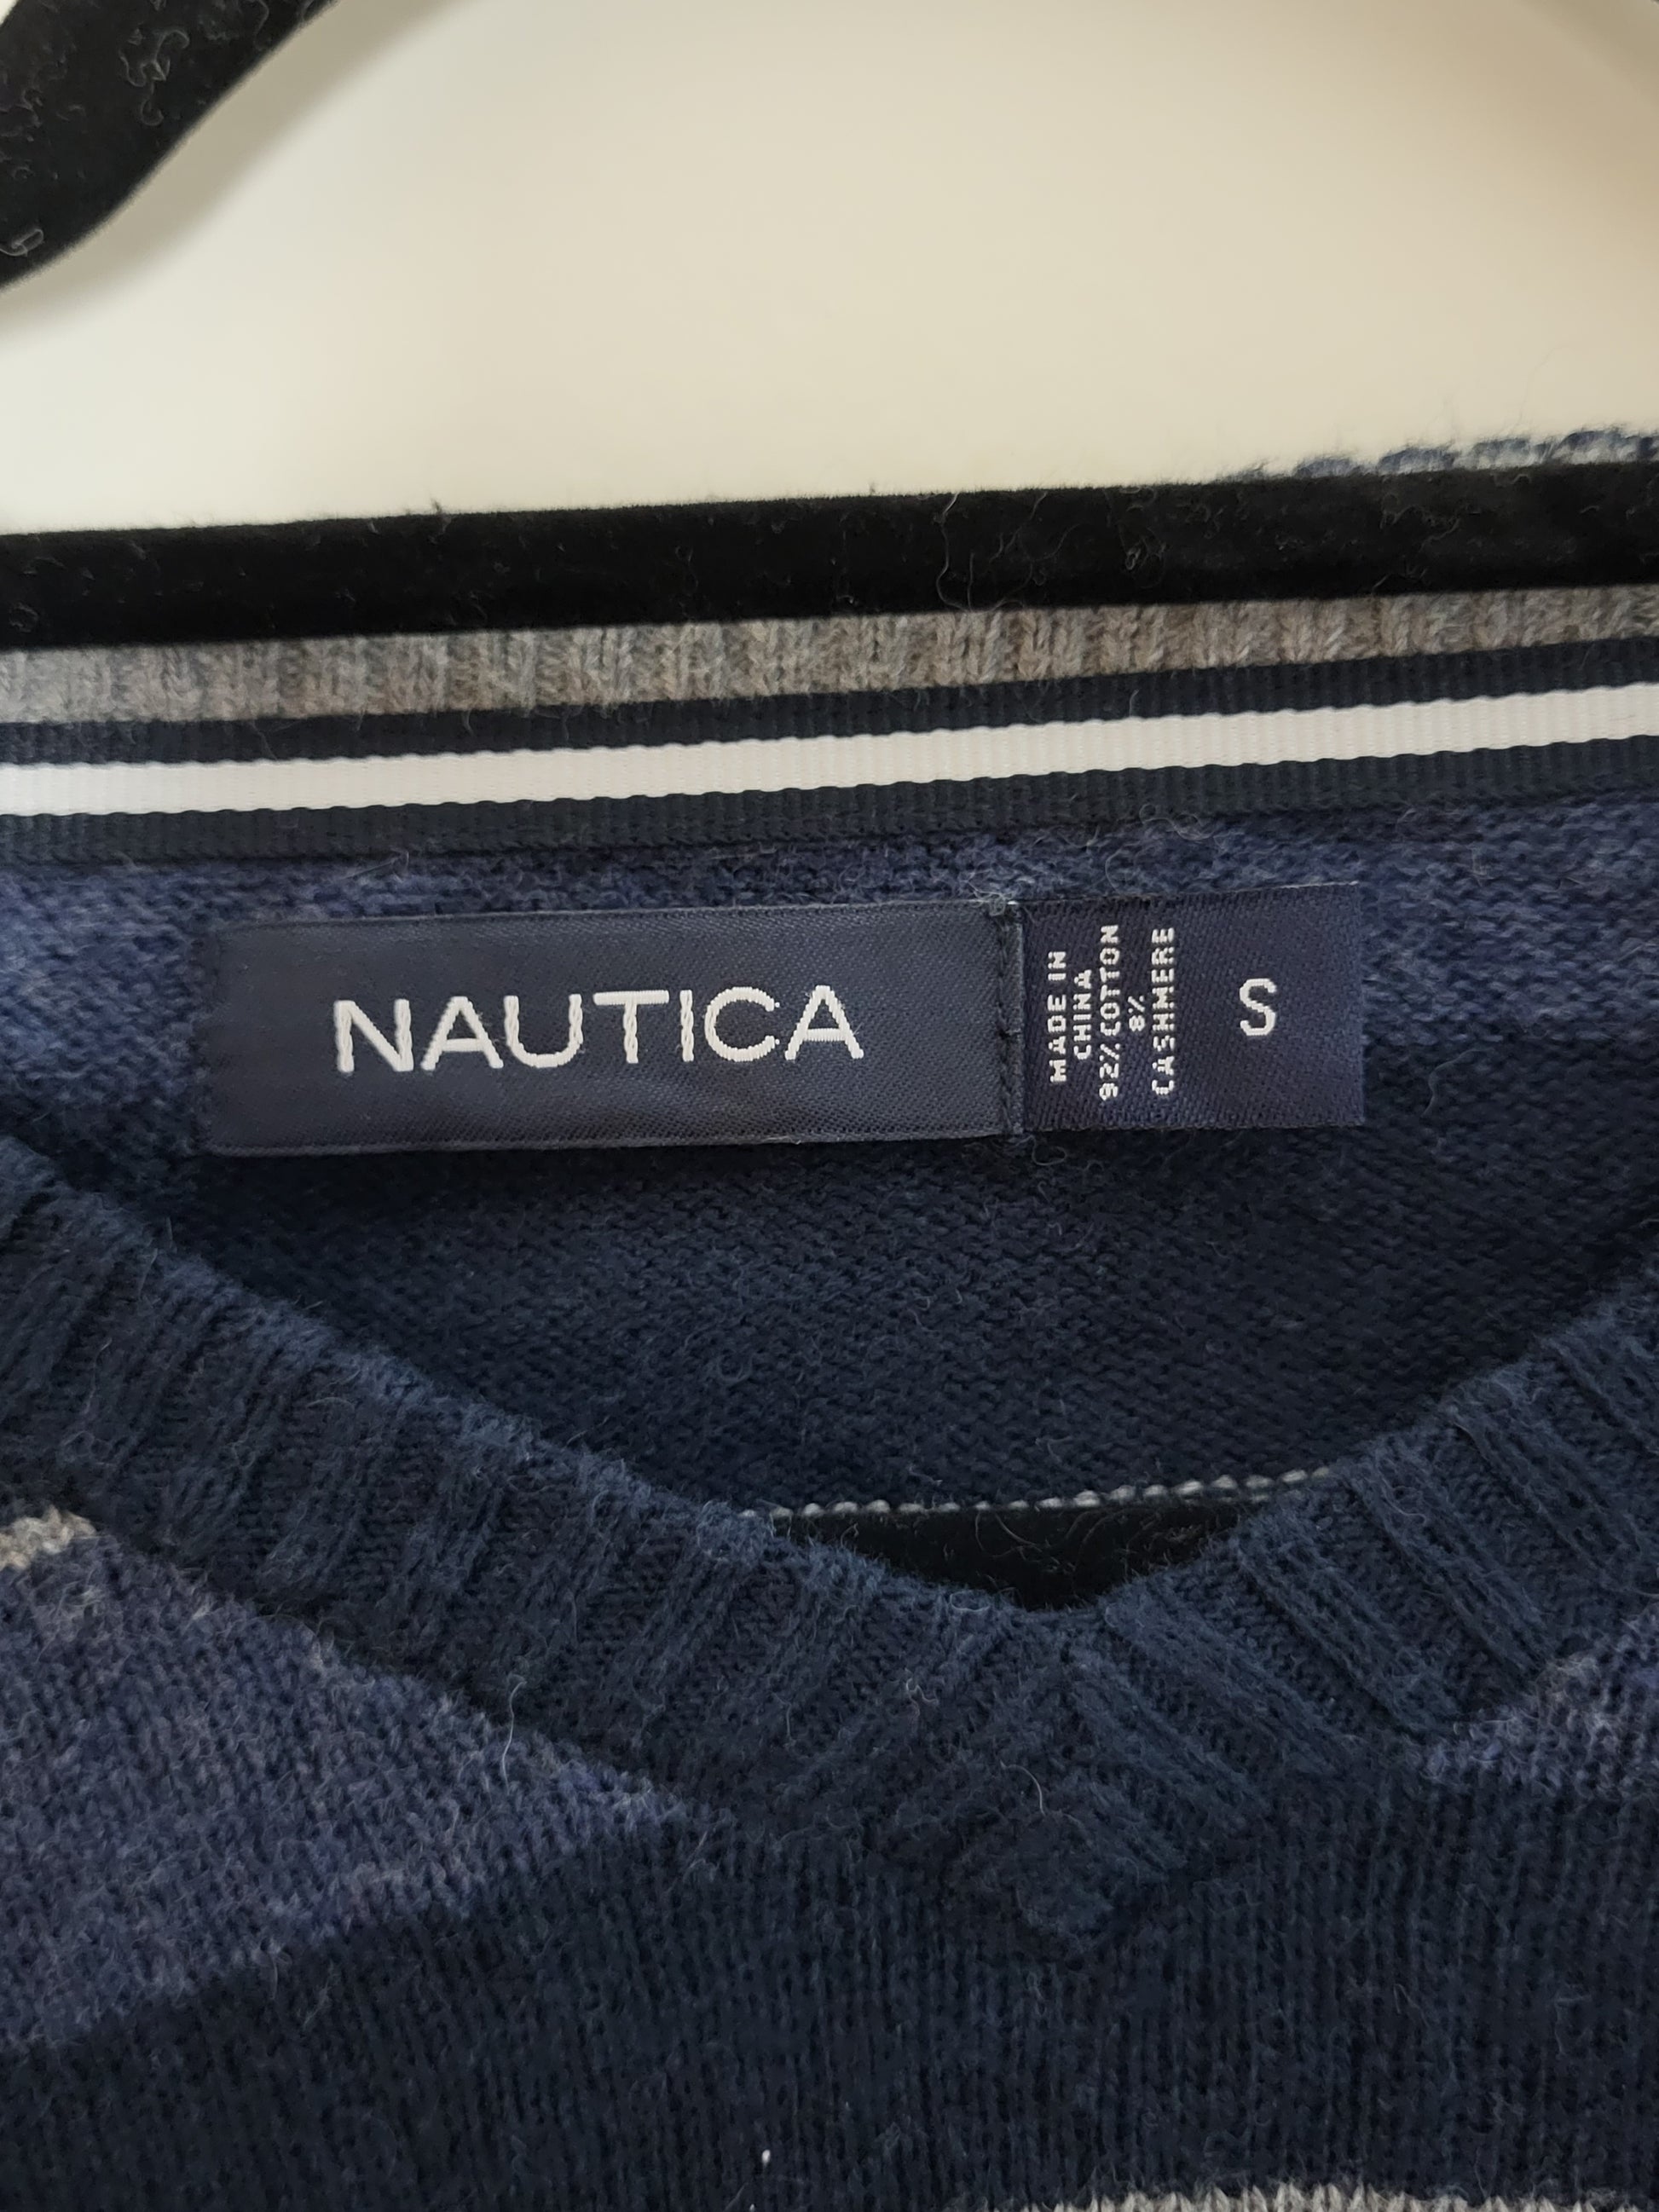 NAUTICA
MADE IN
CHINA
92% COTTON
8%
CASHMERE
S